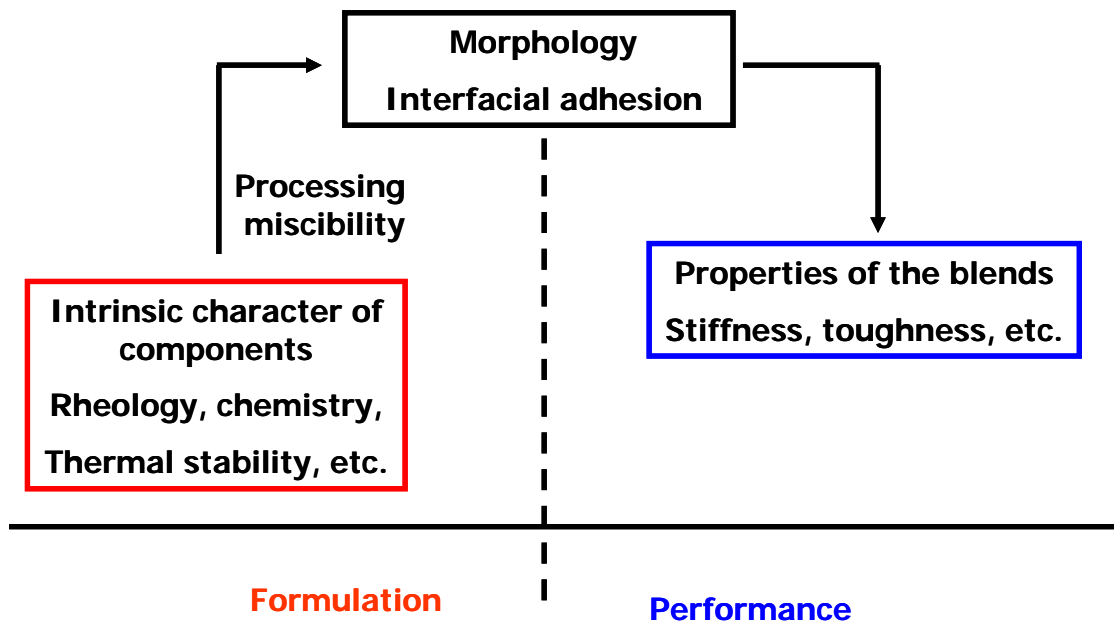 Morphology
Interfacial adhesion
Processing
miscibility
Intrinsic character of
components
Rheology, chemistry,
Thermal stability, etc.
Properties of the blends
Stiffness, toughness, etc.
Formulation
Performance